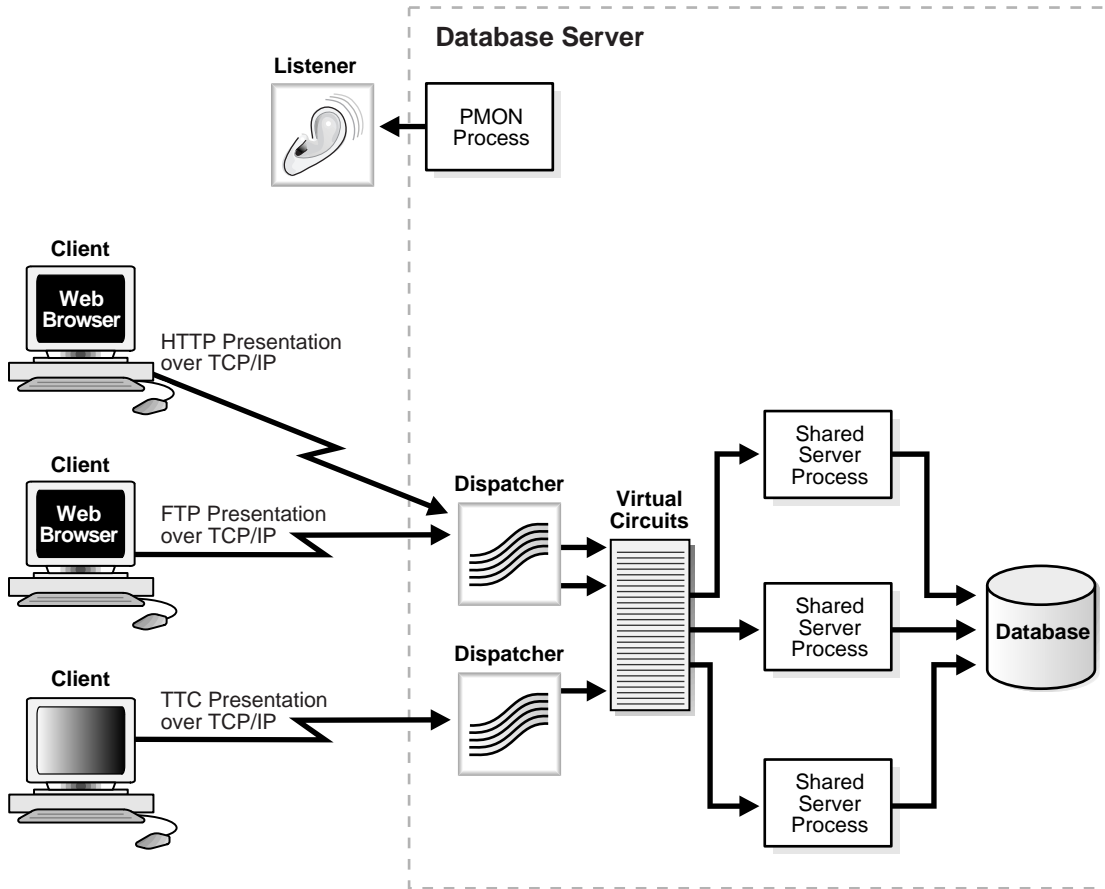 Database Server
Listener
PMON
Process
Client
Web
Browser
HTTP Presentation
over TCP/IP
Client
Web
Browser
FTP Presentation
over TCP/IP
Client
TTC Presentation
over TCP/IP
Dispatcher
Dispatcher
Virtual
Circuits
Shared
Server
Process
Shared
Server
Process
Shared
Server
Process
Database